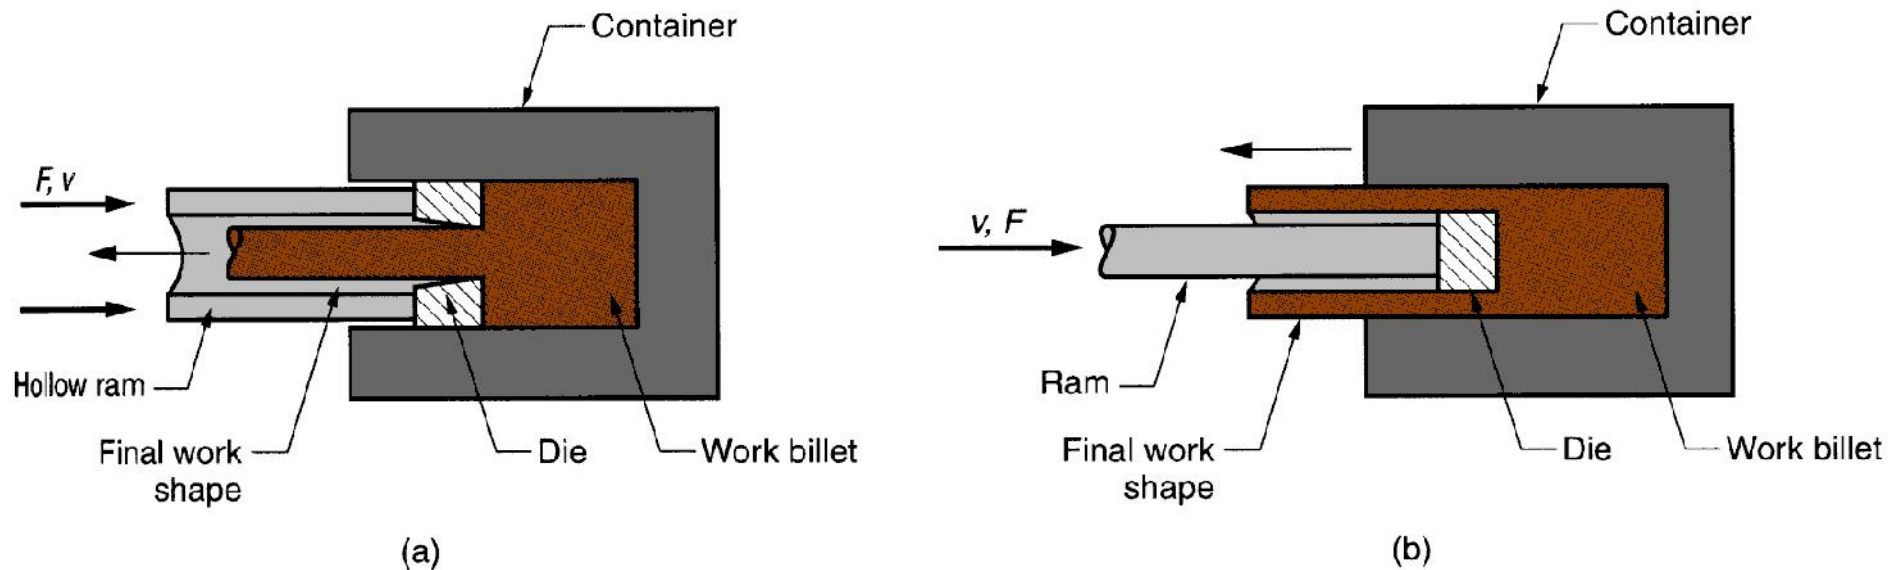 Container
F, v
Hollow ram
Final work
shape
Die
Work billet
(a)
Container
v, F
Ram
Final work
shape
Die
Work billet
(b)